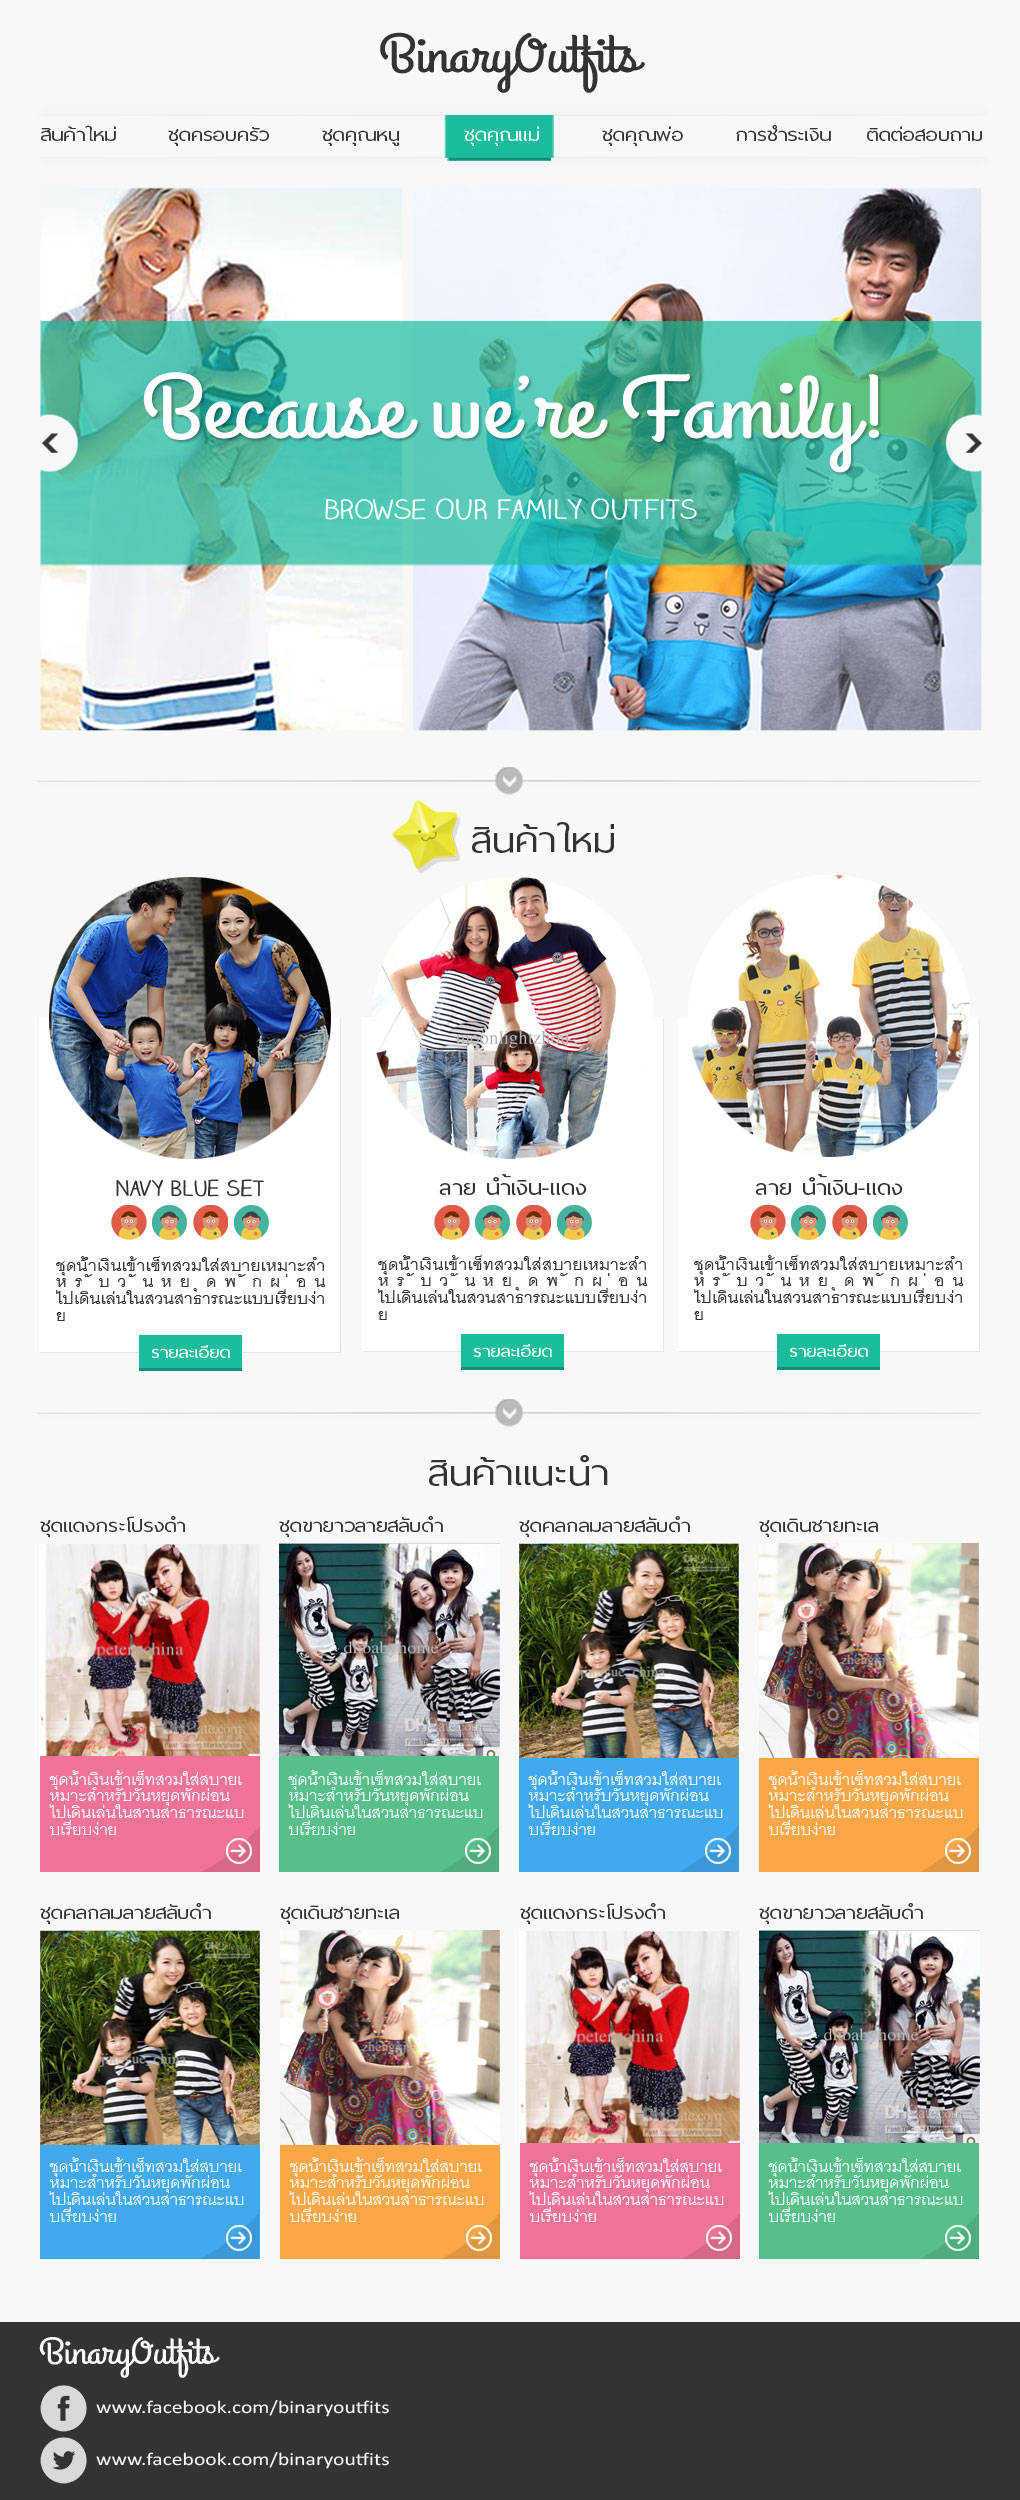 BinaryOutfits
สินค้าใหม่ ชุดครอบครัว ชุดคุณหนู ชุดคุณแม่ ชุดคุณพ่อ การชำระเงิน ติดต่อสอบถาม
Because we're Family!
BROWSE OUR FAMILY OUTFITS
สินค้าใหม่
NAVY BLUE SET
ชุดน้ำเงินเข้าเซ็ทสวมใส่สบายเหมาะสำ
หรับวันหยุดพักผ่อน
ไปเดินเล่นในสวนสาธารณะแบบเรียบง่า
ย
รายละเอียด
ลาย น้ำเงิน-แดง
ชุดน้ำเงินเข้าเซ็ทสวมใส่สบายเหมาะสำ
หรับวันหยุดพักผ่อน
ไปเดินเล่นในสวนสาธารณะแบบเรียบง่า
ย
รายละเอียด
ลาย น้ำเงิน-แดง
ชุดน้ำเงินเข้าเซ็ทสวมใส่สบายเหมาะสำ
หรับวันหยุดพักผ่อน
ไปเดินเล่นในสวนสาธารณะแบบเรียบง่า
ย
รายละเอียด
สินค้าแนะนำ
ชุดแดงกระโปรงดำ
ชุดน้ำเงินเข้าเซ็ทสวมใส่สบายเ
หมาะสำหรับวันหยุดพักผ่อน
ไปเดินเล่นในสวนสาธารณะแบ
บเรียบง่าย
ชุดขายาวลายสลับดำ
ชุดน้ำเงินเข้าเซ็ทสวมใส่สบายเ
หมาะสำหรับวันหยุดพักผ่อน
ไปเดินเล่นในสวนสาธารณะแบ
บเรียบง่าย
ชุดคลกลมลายสลับดำ
ชุดน้ำเงินเข้าเซ็ทสวมใส่สบายเ
หมาะสำหรับวันหยุดพักผ่อน
ไปเดินเล่นในสวนสาธารณะแบ
บเรียบง่าย
ชุดเดินชายทะเล
ชุดน้ำเงินเข้าเซ็ทสวมใส่สบายเ
หมาะสำหรับวันหยุดพักผ่อน
ไปเดินเล่นในสวนสาธารณะแบ
บเรียบง่าย
ชุดคลกลมลายสลับดำ
ชุดน้ำเงินเข้าเซ็ทสวมใส่สบายเ
หมาะสำหรับวันหยุดพักผ่อน
ไปเดินเล่นในสวนสาธารณะแบ
บเรียบง่าย
ชุดเดินชายทะเล
ชุดน้ำเงินเข้าเซ็ทสวมใส่สบายเ
หมาะสำหรับวันหยุดพักผ่อน
ไปเดินเล่นในสวนสาธารณะแบ
บเรียบง่าย
ชุดแดงกระโปรงดำ
ชุดน้ำเงินเข้าเซ็ทสวมใส่สบายเ
หมาะสำหรับวันหยุดพักผ่อน
ไปเดินเล่นในสวนสาธารณะแบ
บเรียบง่าย
ชุดขายาวลายสลับดำ
ชุดน้ำเงินเข้าเซ็ทสวมใส่สบายเ
หมาะสำหรับวันหยุดพักผ่อน
ไปเดินเล่นในสวนสาธารณะแบ
บเรียบง่าย
BinaryOutfits
www.facebook.com/binaryoutfits
www.facebook.com/binaryoutfits